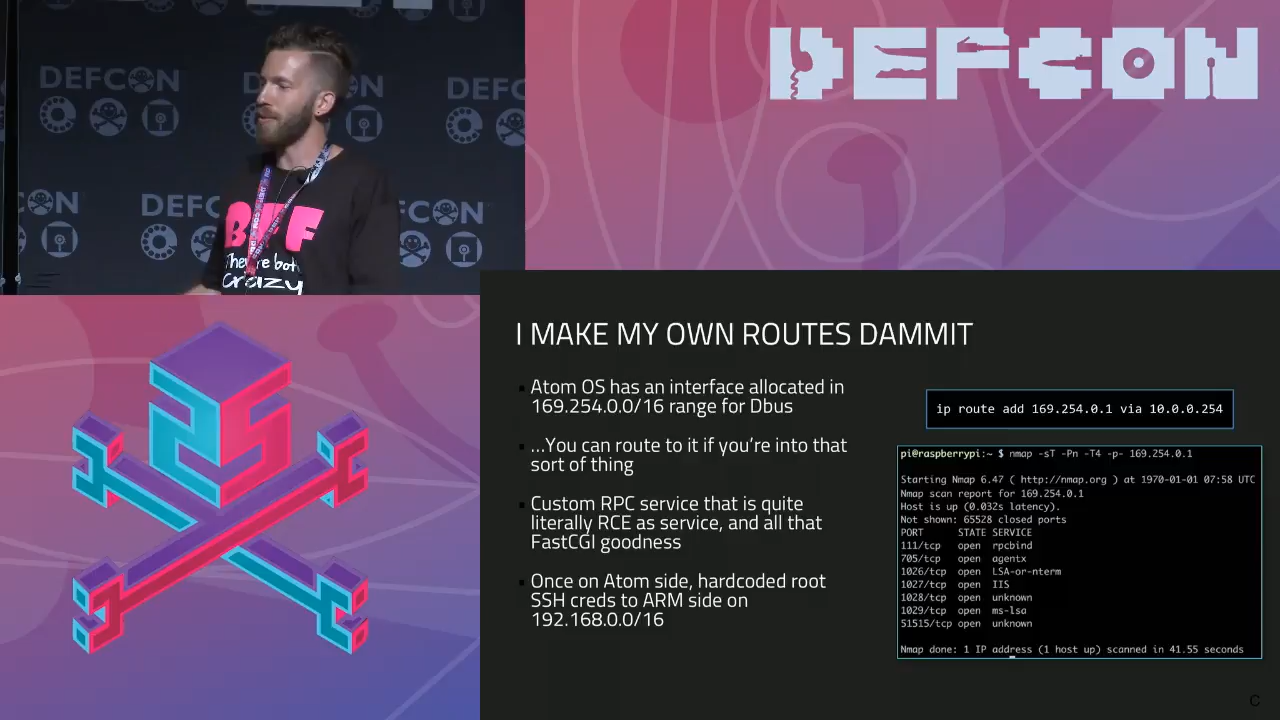 DEFCON
DEFCON
DEFC
DEFC
FCON
BFF
They're both
crazy
DEFCON
I MAKE MY OWN ROUTES DAMMIT
Atom OS has an interface allocated in
169.254.0.0/16 range for Dbus
…You can route to it if you're into that
sort of thing
Custom RPC service that is quite
literally RCE as service, and all that
FastCGI goodness
Once on Atom side, hardcoded root
SSH creds to ARM side on
192.168.0.0/16
ip route add 169.254.0.1 via 10.0.0.254
pi@raspberrypi:~ $ nmap -sT -Pn -T4 -p- 169.254.0.1
Starting Nmap 6.47 ( http://nmap.org ) at 1970-01-01 07:58 UTC
Nmap scan report for 169.254.0.1
Host is up (0.032s latency).
Not shown: 65528 closed ports
PORT STATE SERVICE
111/tcp open rpcbind
705/tcp open agentx
1026/tcp open LSA-or-nterm
1027/tcp open IIS
1028/tcp open unknown
1029/tcp open ms-lsa
51515/tcp open unknown
Nmap done: 1 IP address (1 host up) scanned in 41.55 seconds
C